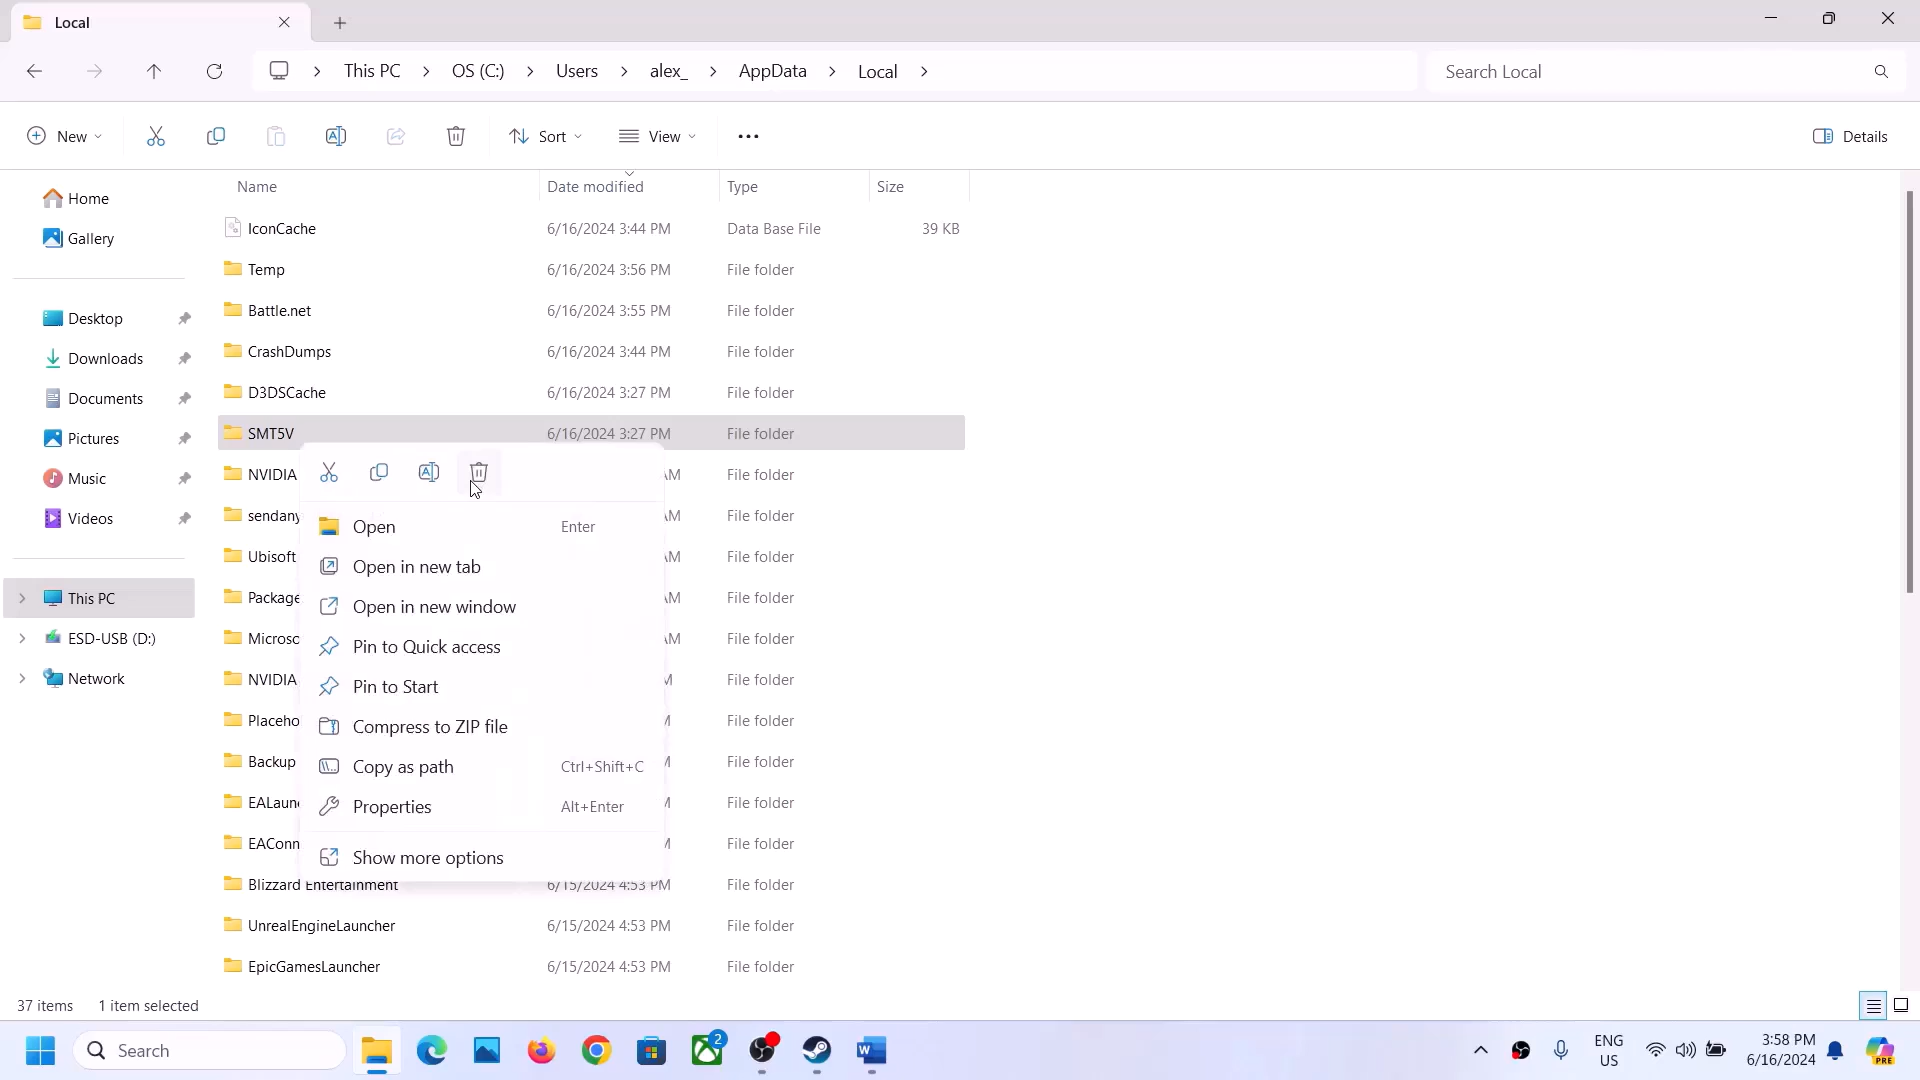 Local
This PC
OS (C:)
Users
alex_
AppData
Local
Search Local
New
Sort
View
Details
Name Date modified Type Size
Home
Gallery
Desktop
Downloads
Documents
Pictures
Music
Videos
This PC
ESD-USB (D:)
Network
IconCache 6/16/2024 3:44 PM Data Base File 39 KB
Temp 6/16/2024 3:56 PM File folder
Battle.net 6/16/2024 3:55 PM File folder
CrashDumps 6/16/2024 3:44 PM File folder
D3DSCache 6/16/2024 3:27 PM File folder
SMT5V 6/16/2024 3:27 PM File folder
NVIDIA File folder
sendany File folder
Ubisoft File folder
Package File folder
Microso File folder
NVIDIA File folder
Placeho File folder
Backup File folder
EALaun File folder
EAConn File folder
Blizzard Entertainment 6/15/2024 4:53 PM File folder
UnrealEngineLauncher 6/15/2024 4:53 PM File folder
EpicGamesLauncher 6/15/2024 4:53 PM File folder
Open Enter
Open in new tab
Open in new window
Pin to Quick access
Pin to Start
Compress to ZIP file
Copy as path Ctrl+Shift+C
Properties Alt+Enter
Show more options
37 items 1 item selected
Search
2
ENG
US
3:58 PM
6/16/2024
PRE